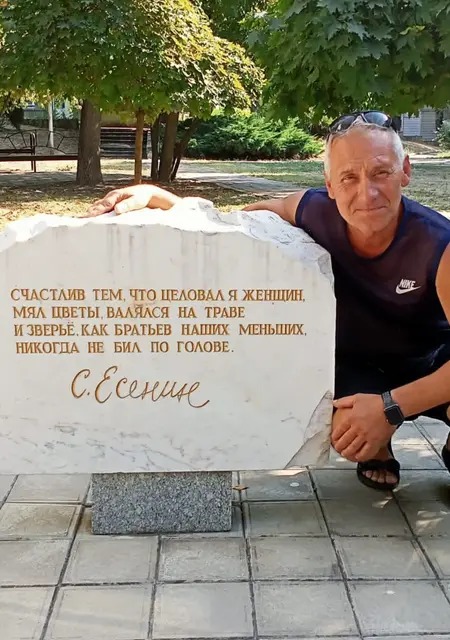 СЧАСТЛИВ ТЕМ, ЧТО ЦЕЛОВАЛ Я ЖЕНЩИН,
МЯЛ ЦВЕТЫ, ВАЛЯЛСЯ НА ТРАВЕ
И ЗВЕРЬЁ, КАК БРАТЬЕВ НАШИХ МЕНЬШИХ,
НИКОГДА НЕ БИЛ ПО ГОЛОВЕ.
С. Есенин
NIKE